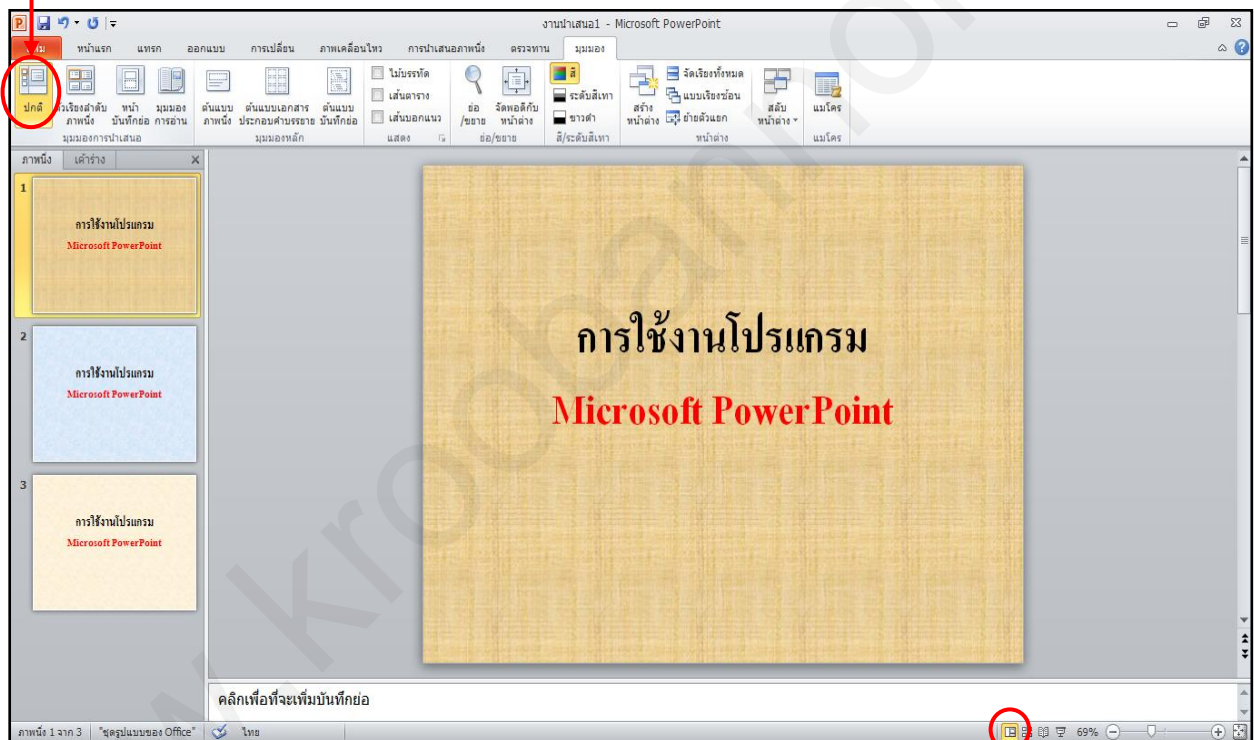 งานนำเสนอ1 - Microsoft PowerPoint
หน้าแรก แทรก ออกแบบ การเปลี่ยน ภาพเคลื่อนไหว การนำเสนอภาพนิ่ง ตรวจทาน มุมมอง
ไม้บรรทัด
เส้นตาราง
เส้นบอกแนว
สี
ระดับสีเทา
ขาวดำ
จัดเรียงทั้งหมด
แบบเรียงซ้อน
ย้ายตัวแยก
ปกติ ตัวเรียงลำดับ หน้า มุมมอง ต้นแบบ ต้นแบบเอกสาร ต้นแบบ ย่อ จัดพอดีกับ สร้าง สลับ แมโคร
ภาพนิ่ง บันทึกย่อ การอ่าน ภาพนิ่ง ประกอบคำบรรยาย บันทึกย่อ /ขยาย หน้าต่าง หน้าต่าง หน้าต่าง
มุมมองการนำเสนอ มุมมองหลัก แสดง ย่อ/ขยาย สี/ระดับสีเทา หน้าต่าง แมโคร
ภาพนิ่ง เค้าร่าง
1
การใช้งานโปรแกรม
Microsoft PowerPoint
2
การใช้งานโปรแกรม
Microsoft PowerPoint
3
การใช้งานโปรแกรม
Microsoft PowerPoint
การใช้งานโปรแกรม
Microsoft PowerPoint
คลิกเพื่อที่จะเพิ่มบันทึกย่อ
ภาพนิ่ง 1 จาก 3 "ชุดรูปแบบของ Office" ไทย 69%